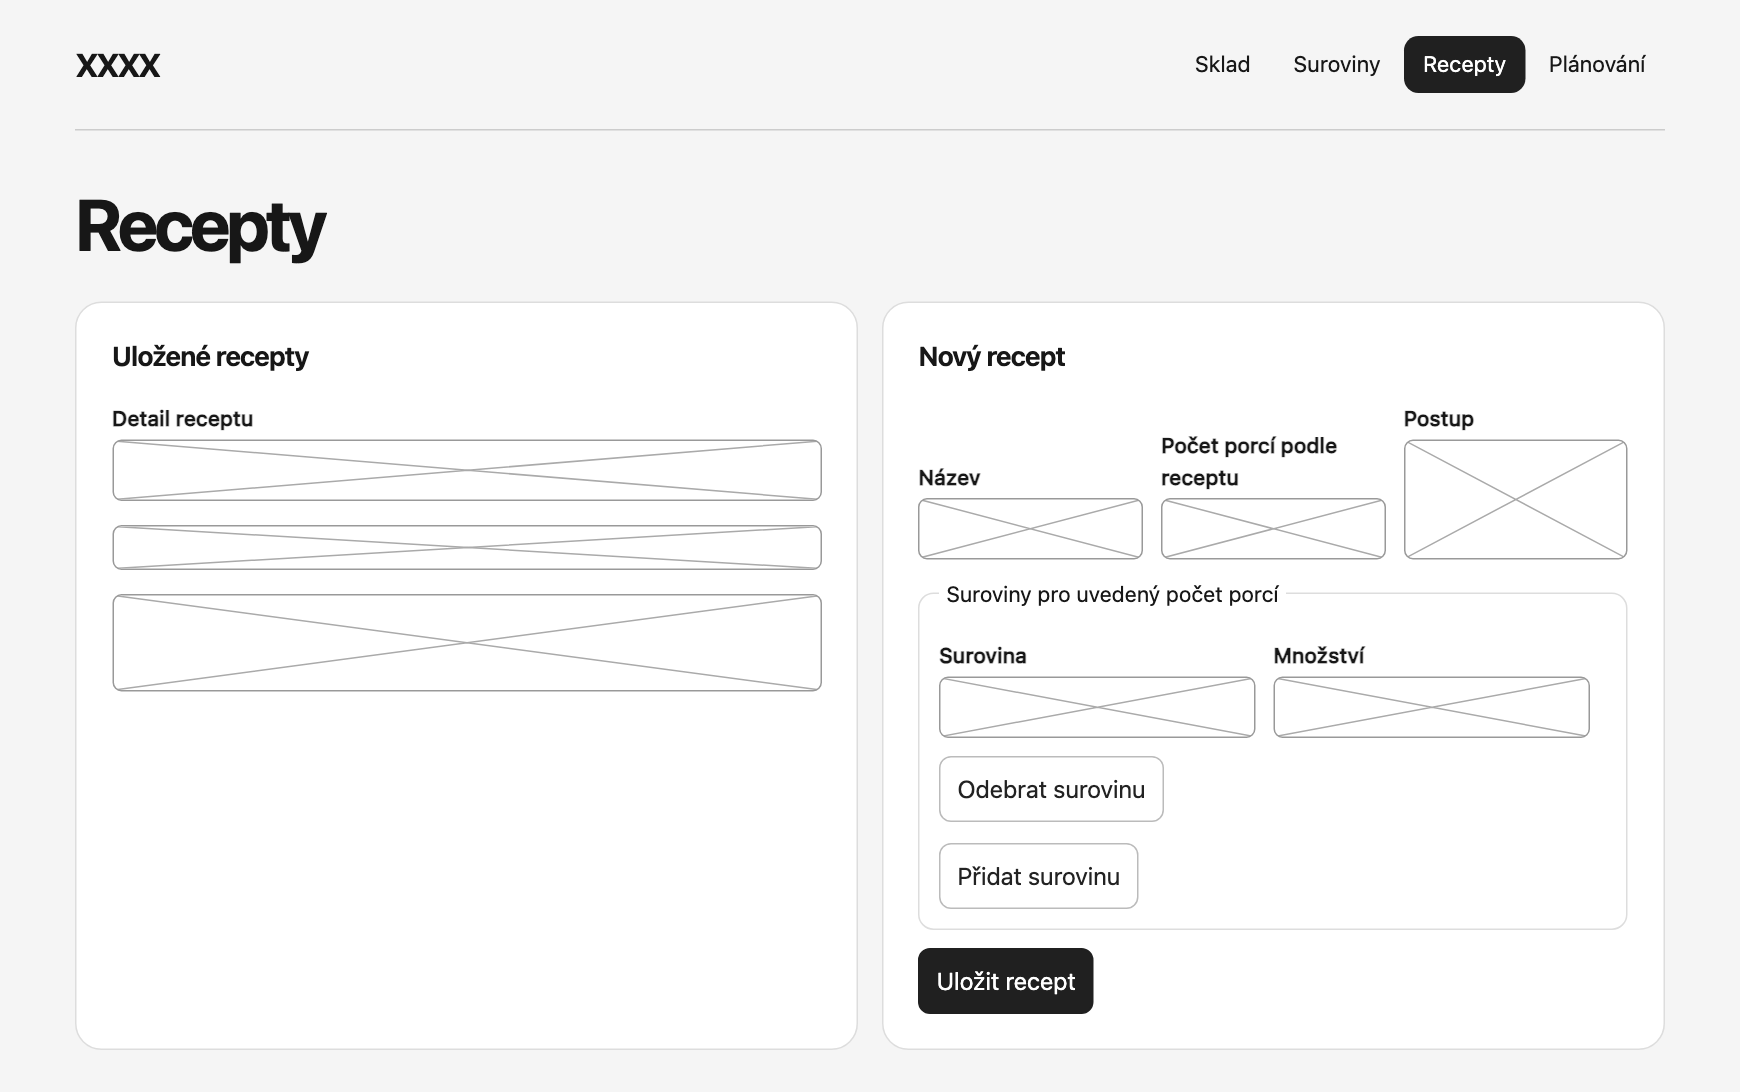 XXXX
Sklad
Suroviny
Recepty
Plánování
Recepty
Uložené recepty
Detail receptu
Nový recept
Název
Počet porcí podle
receptu
Postup
Suroviny pro uvedený počet porcí
Surovina
Množství
Odebrat surovinu
Přidat surovinu
Uložit recept